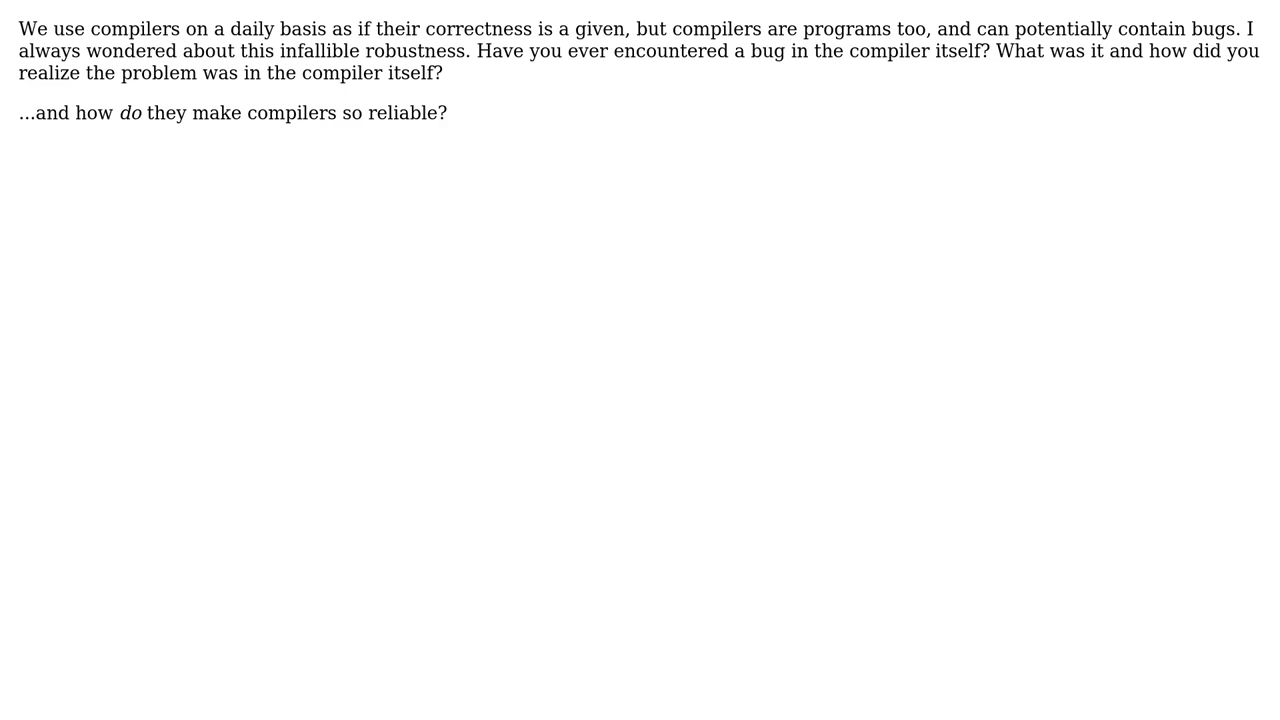 We use compilers on a daily basis as if their correctness is a given, but compilers are programs too, and can potentially contain bugs. I
always wondered about this infallible robustness. Have you ever encountered a bug in the compiler itself? What was it and how did you
realize the problem was in the compiler itself?
...and how do they make compilers so reliable?